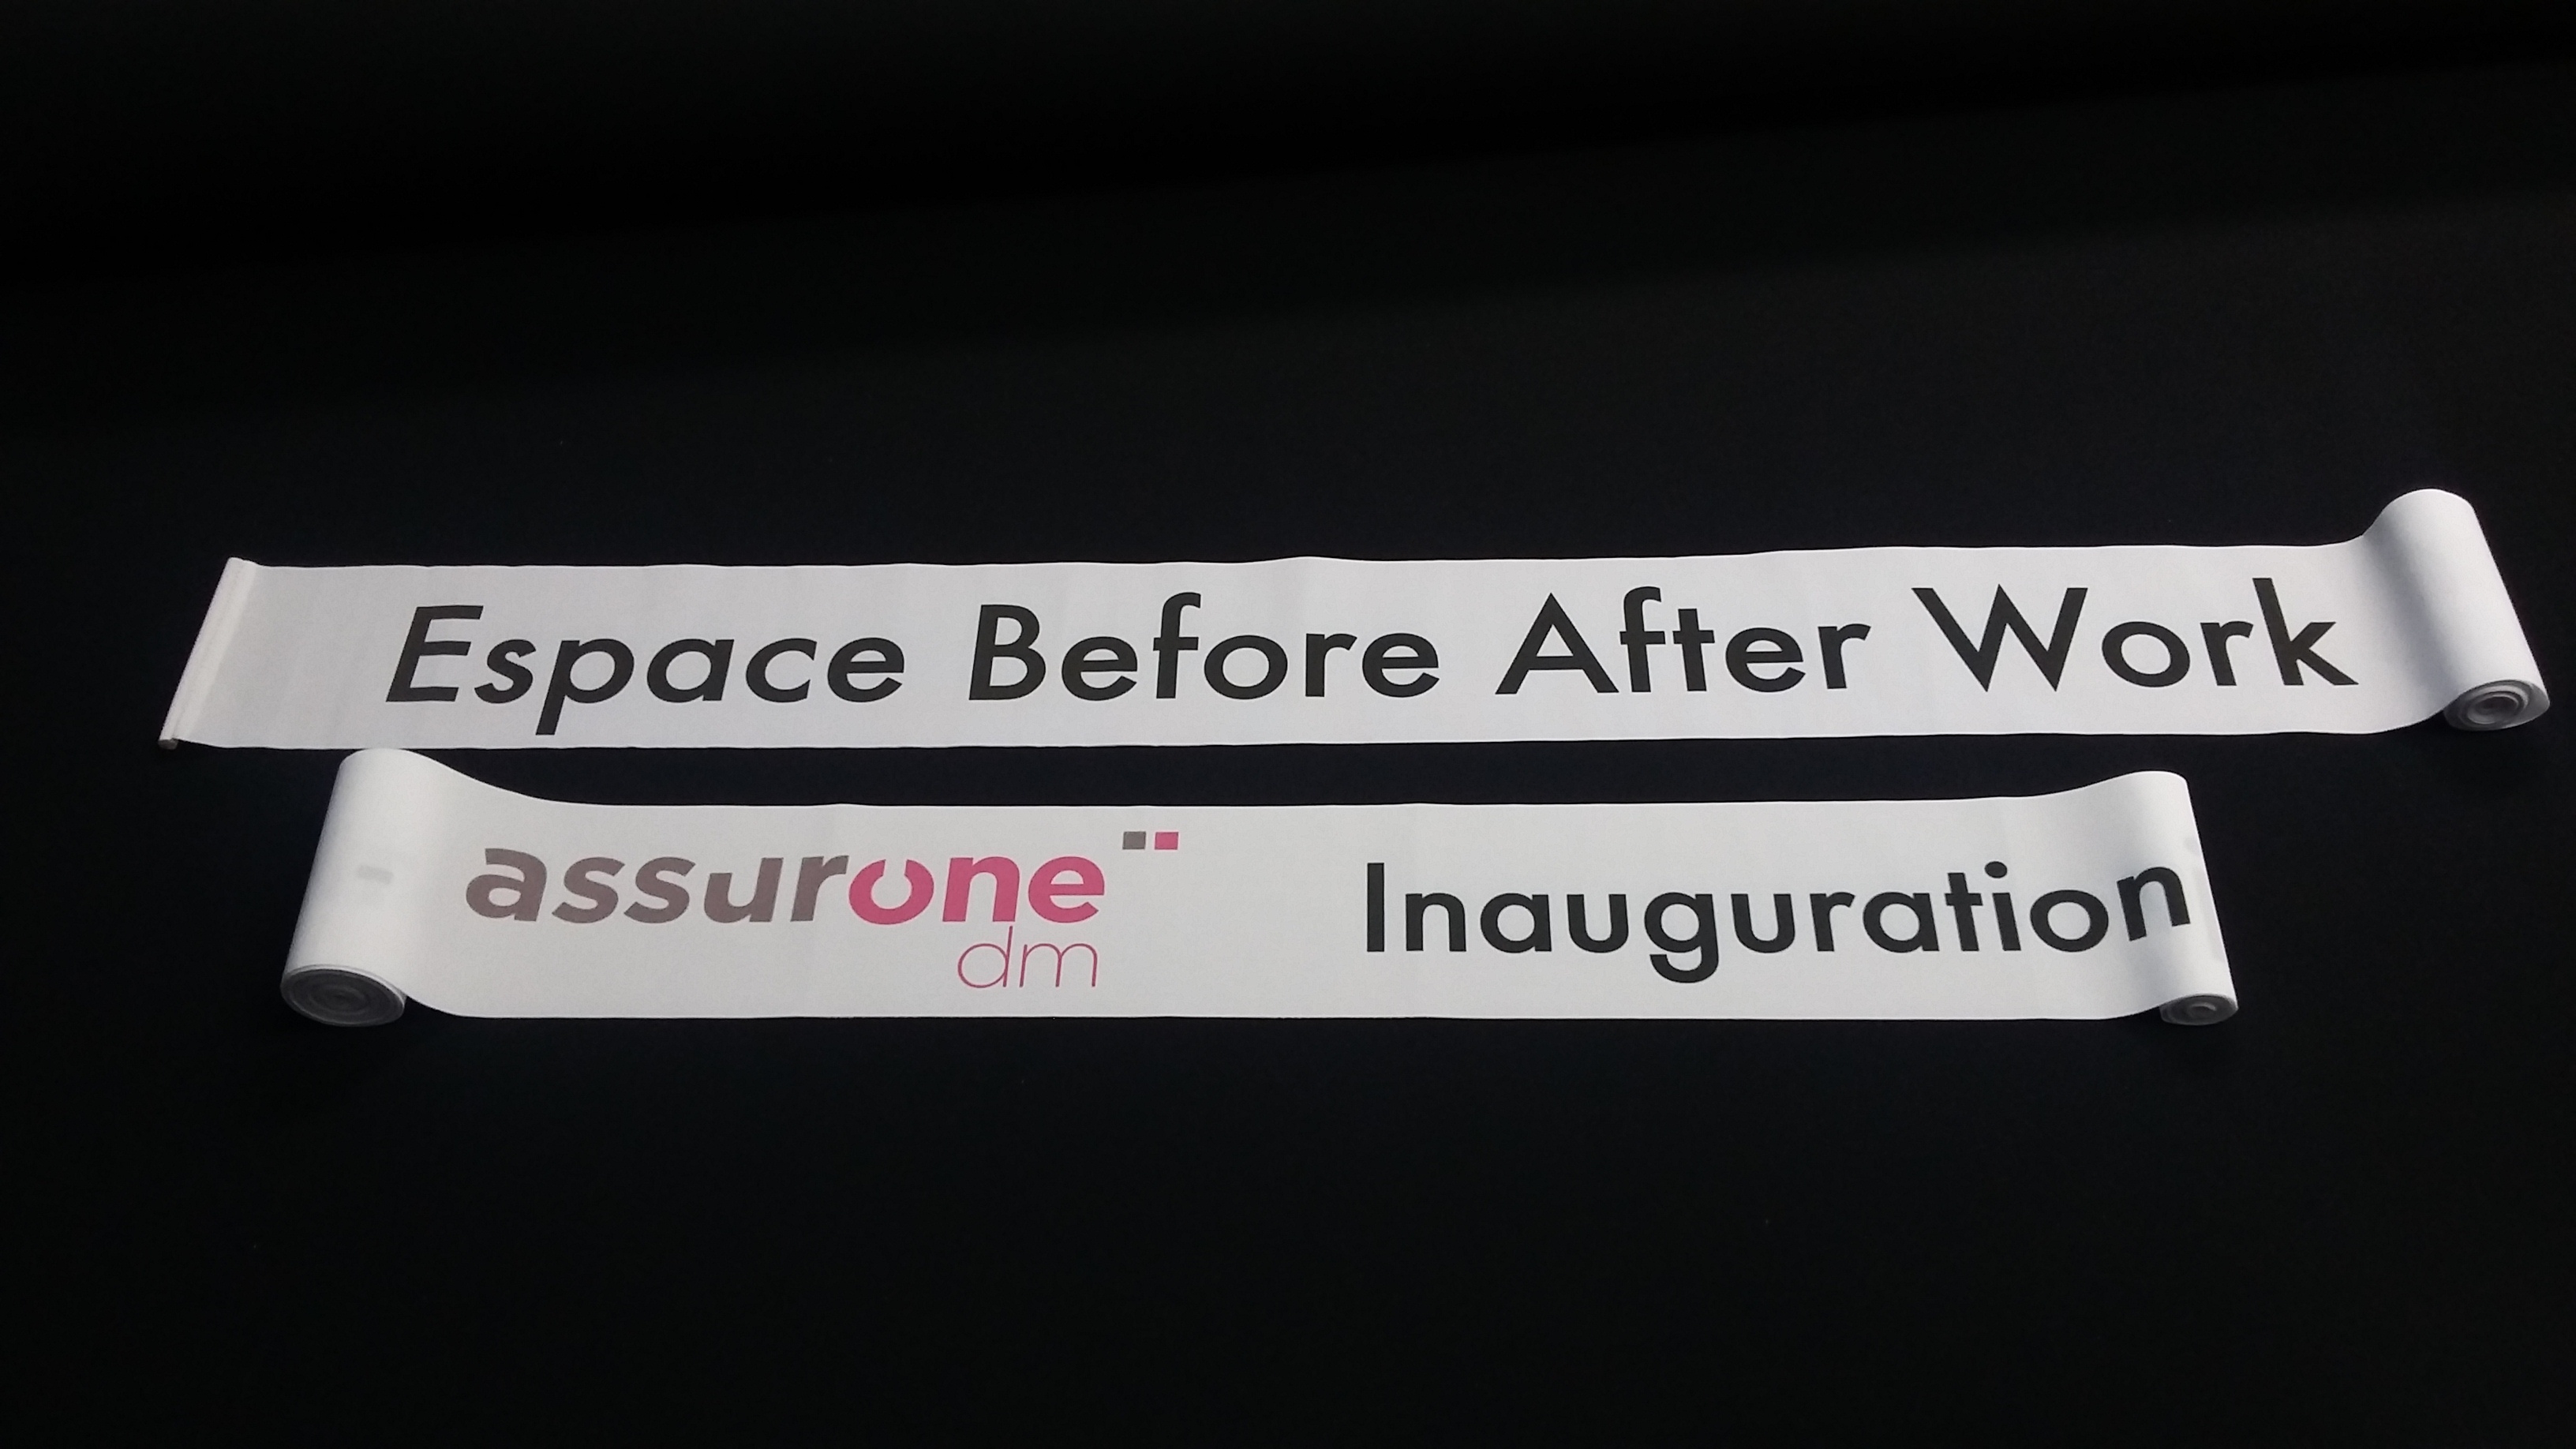 Espace Before After Work
assurone Inauguration
dm